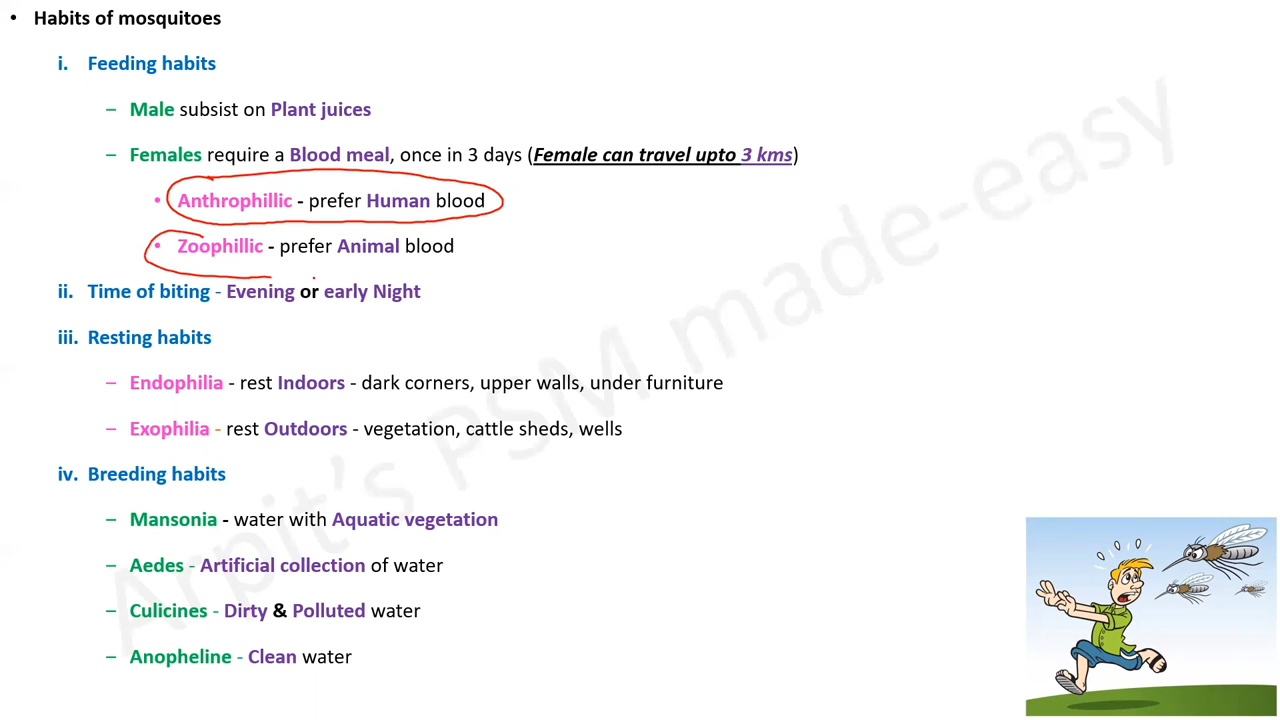 • Habits of mosquitoes
i. Feeding habits
– Male subsist on Plant juices
– Females require a Blood meal, once in 3 days (Female can travel upto 3 kms)
• Anthrophillic - prefer Human blood
• Zoophillic - prefer Animal blood
ii. Time of biting - Evening or early Night
iii. Resting habits
– Endophilia - rest Indoors - dark corners, upper walls, under furniture
– Exophilia - rest Outdoors - vegetation, cattle sheds, wells
iv. Breeding habits
– Mansonia - water with Aquatic vegetation
– Aedes - Artificial collection of water
– Culicines - Dirty & Polluted water
– Anopheline - Clean water
Arpit's PSM made-easy